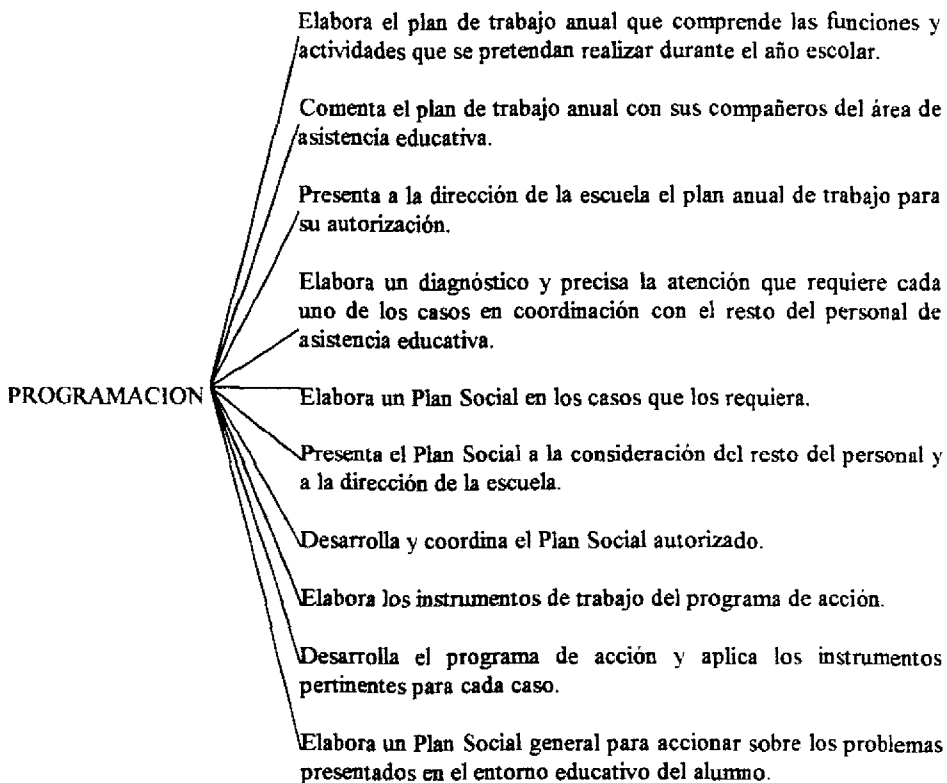 Elabora el plan de trabajo anual que comprende las funciones y
actividades que se pretendan realizar durante el año escolar.
Comenta el plan de trabajo anual con sus compañeros del área de
asistencia educativa.
Presenta a la dirección de la escuela el plan anual de trabajo para
su autorización.
Elabora un diagnóstico y precisa la atención que requiere cada
uno de los casos en coordinación con el resto del personal de
asistencia educativa.
PROGRAMACION
Elabora un Plan Social en los casos que los requiera.
Presenta el Plan Social a la consideración del resto del personal y
a la dirección de la escuela.
Desarrolla y coordina el Plan Social autorizado.
Elabora los instrumentos de trabajo del programa de acción.
Desarrolla el programa de acción y aplica los instrumentos
pertinentes para cada caso.
Elabora un Plan Social general para accionar sobre los problemas
presentados en el entorno educativo del alumno.